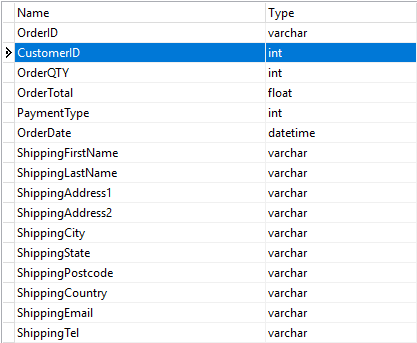 Name Type
OrderID varchar
CustomerID int
OrderQTY int
OrderTotal float
PaymentType int
OrderDate datetime
ShippingFirstName varchar
ShippingLastName varchar
ShippingAddress1 varchar
ShippingAddress2 varchar
ShippingCity varchar
ShippingState varchar
ShippingPostcode varchar
ShippingCountry varchar
ShippingEmail varchar
ShippingTel varchar